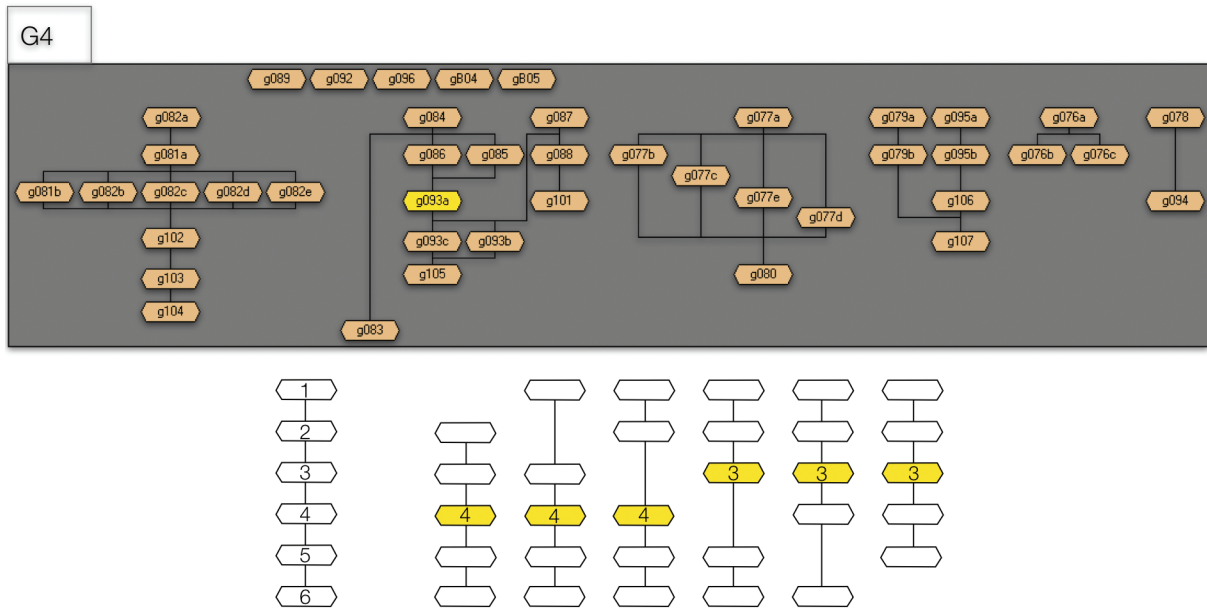 G4
g089 g092 g096 gB04 gB05
g082a g084 g087 g077a g079a g095a g076a g078
g081a g086 g085 g088 g077b g079b g095b g076b g076c
g077c
g081b g082b g082c g082d g082e g077e
g093a g101 g106 g094
g077d
g102 g093c g093b g107
g105 g080
g103
g104
g083
1
2
3 3 3 3
4 4 4 4
5
6